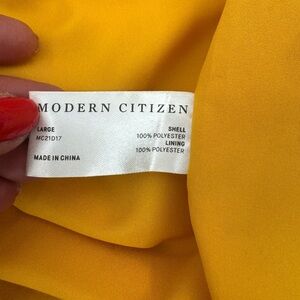 MODERN CITIZEN
LARGE
MC21D17
MADE IN CHINA
SHELL
100% POLYESTER
LINING
100% POLYESTER